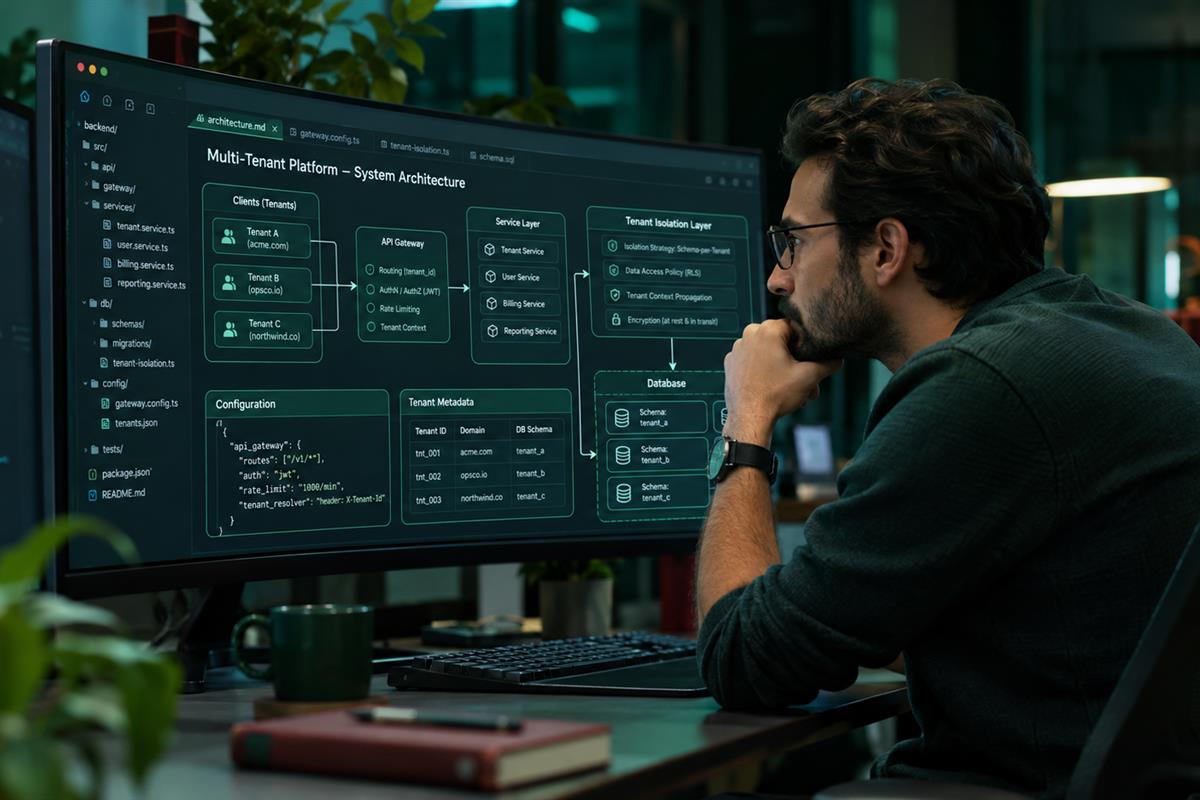 backend/
src/
api/
gateway/
services/
tenant.service.ts
user.service.ts
billing.service.ts
reporting.service.ts
db/
schemas/
migrations/
tenant-isolation.ts
config/
gateway.config.ts
tenants.json
tests/
package.json'
README.md
architecture.md x
gateway.config.ts
tenant-isolation.ts
schema.sql
Multi-Tenant Platform – System Architecture
Clients (Tenants)
Tenant A
(acme.com)
Tenant B
(opsco.io)
Tenant C
(northwind.co)
API Gateway
Routing (tenant_id)
AuthN / AuthZ (JWT)
Rate Limiting
Tenant Context
Service Layer
Tenant Service
User Service
Billing Service
Reporting Service
Tenant Isolation Layer
Isolation Strategy: Schema-per-Tenant
Data Access Policy (RLS)
Tenant Context Propagation
Encryption (at rest & in transit)
Database
Schema:
tenant_a
Schema:
tenant_b
Schema:
tenant_c
Configuration
{
"api_gateway": {
"routes": ["/v1/*"],
"auth": "jwt",
"rate_limit": "1000/min",
"tenant_resolver": "header: X-Tenant-Id"
}
}
Tenant Metadata
Tenant ID Domain DB Schema
tnt_001 acme.com tenant_a
tnt_002 opsco.io tenant_b
tnt_003 northwind.co tenant_c